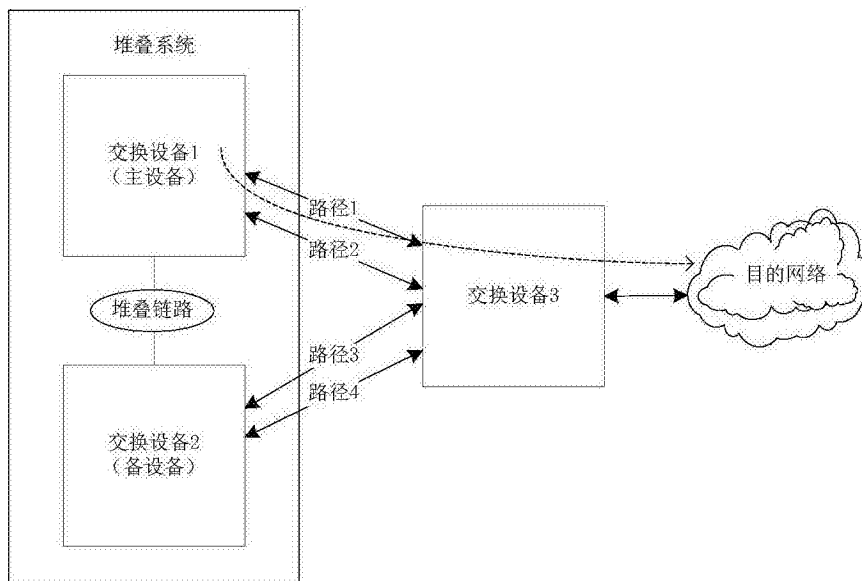 堆叠系统
交换设备1
（主设备）
路径1
路径2
交换设备3
目的网络
堆叠链路
路径3
路径4
交换设备2
（备设备）